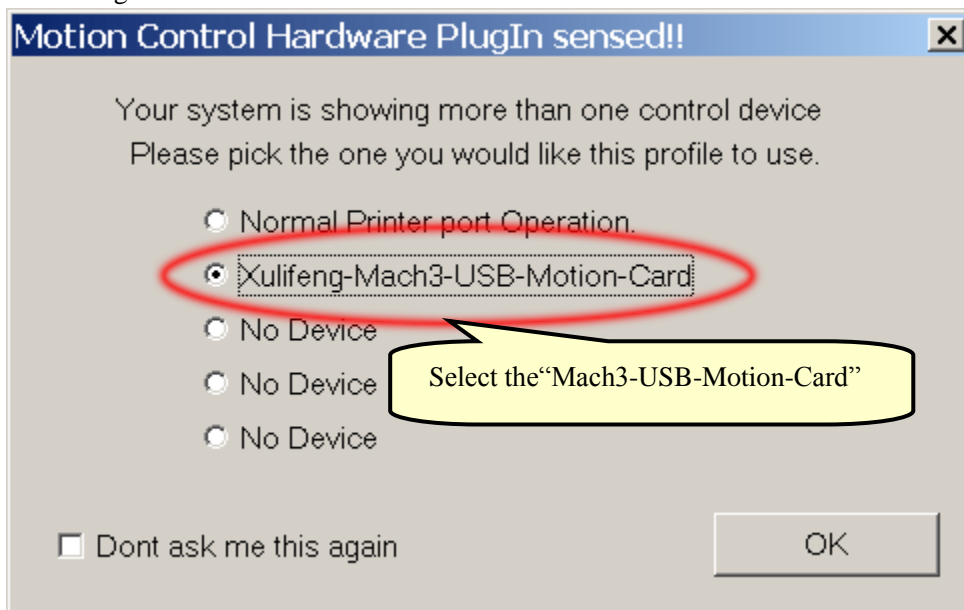 Motion Control Hardware PlugIn sensed!!
Your system is showing more than one control device
Please pick the one you would like this profile to use.
Normal Printer port Operation.
Xulifeng-Mach3-USB-Motion-Card
No Device
Select the“Mach3-USB-Motion-Card”
No Device
No Device
Dont ask me this again
OK